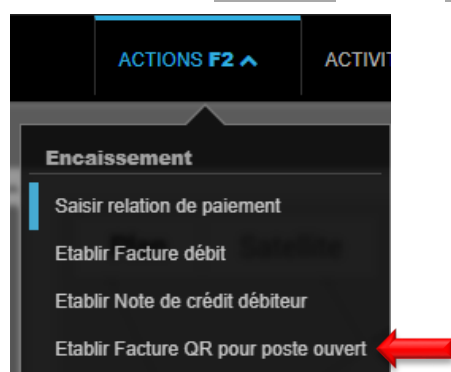 ACTIONS F2 ACTIVIT
Encaissement
Saisir relation de paiement
Etablir Facture débit
Etablir Note de crédit débiteur
Etablir Facture QR pour poste ouvert